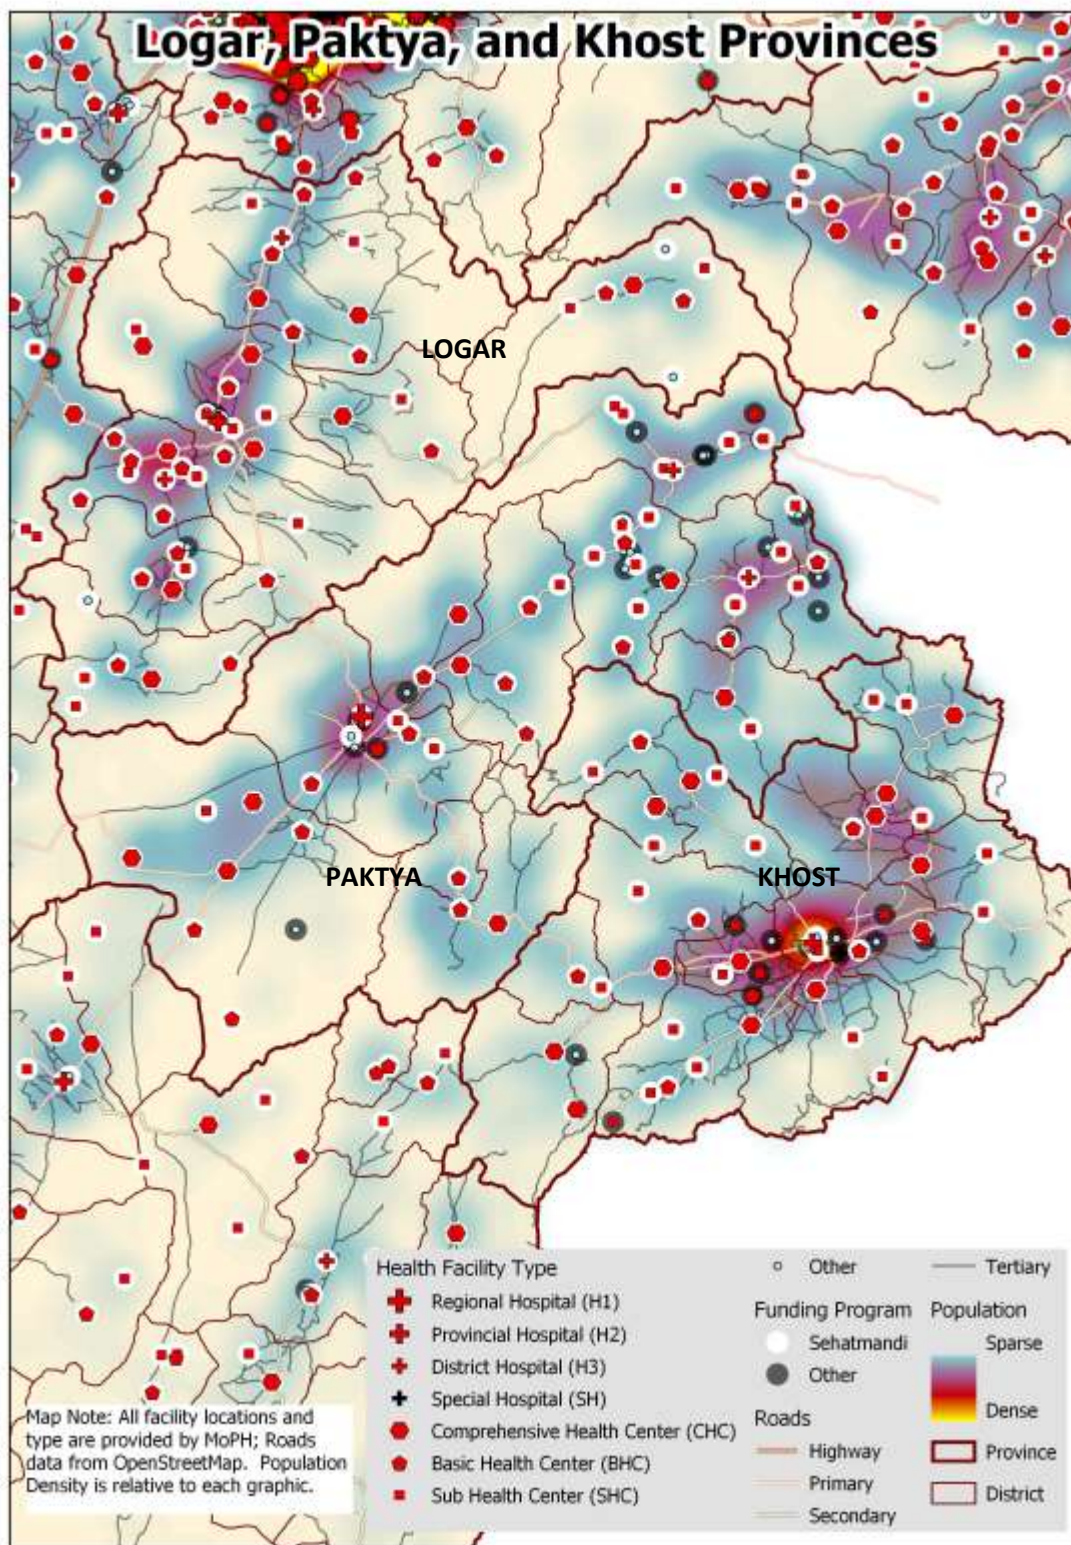 Logar, Paktya, and Khost Provinces
LOGAR
PAKTYA
KHOST
Health Facility Type
Regional Hospital (H1)
Provincial Hospital (H2)
District Hospital (H3)
Special Hospital (SH)
Comprehensive Health Center (CHC)
Basic Health Center (BHC)
Sub Health Center (SHC)
Other
Funding Program
Sehatmandi
Other
Roads
Highway
Primary
Secondary
Tertiary
Population
Sparse
Dense
Province
District
Map Note: All facility locations and
type are provided by MoPH; Roads
data from OpenStreetMap. Population
Density is relative to each graphic.